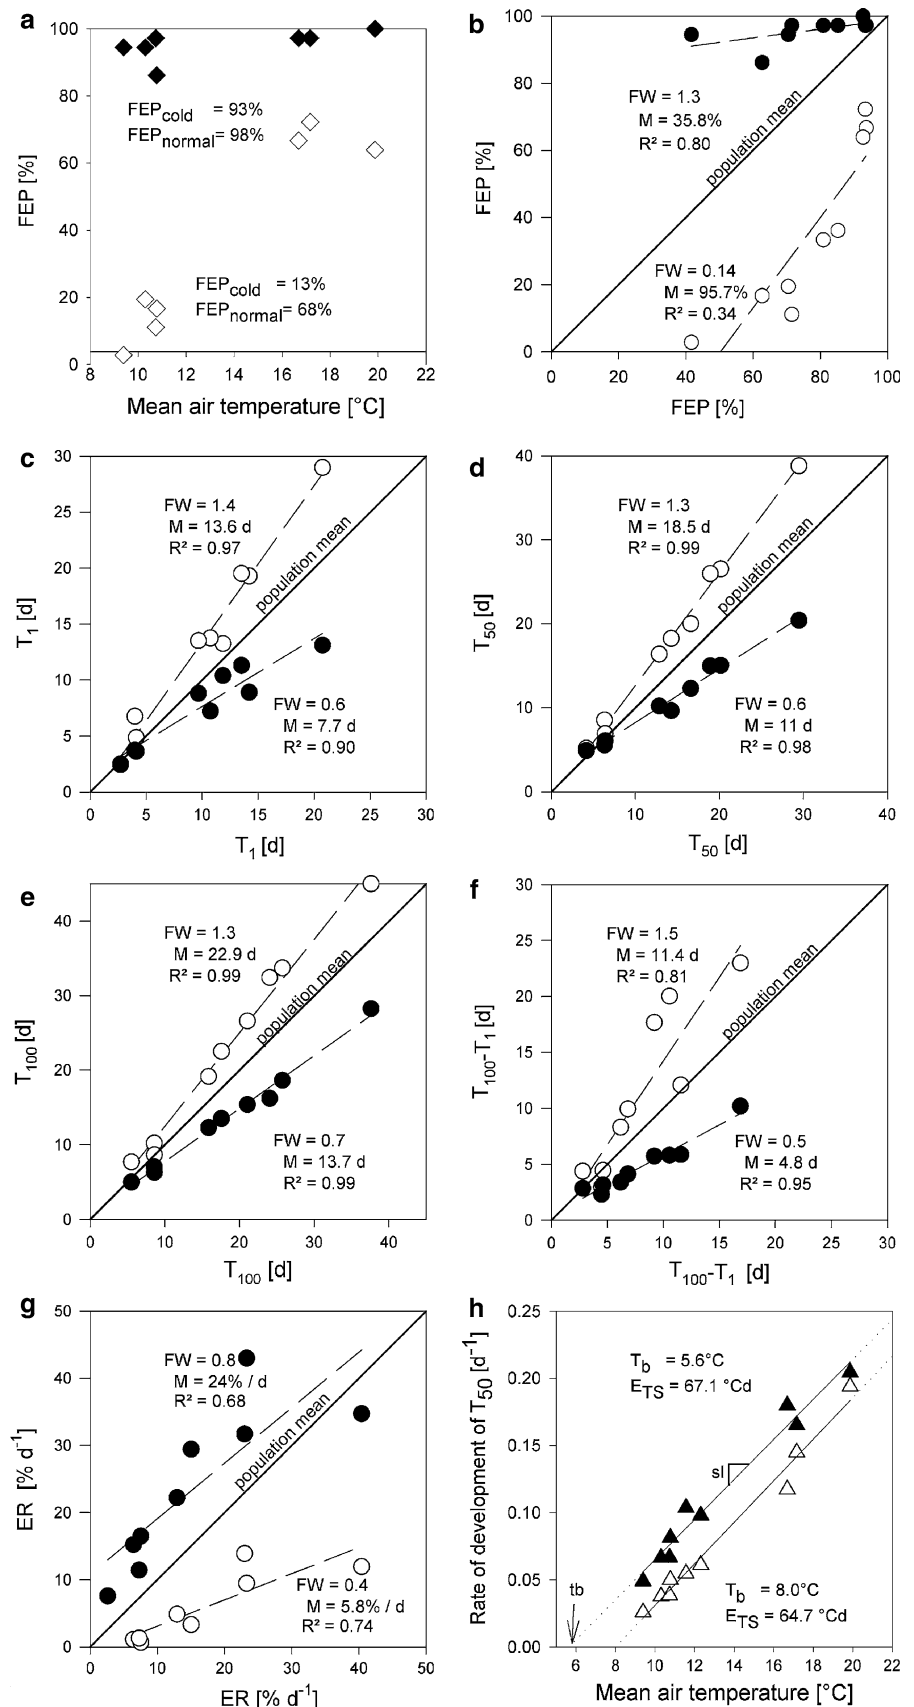 a
100
80
60
40
20
0
FEP [%]
FEPcold = 93%
FEPnormal = 98%
FEPcold = 13%
FEPnormal= 68%
8 10 12 14 16 18 20 22
Mean air temperature [°C]
b
100
80
60
40
20
0
FEP [%]
FW = 1.3
M = 35.8%
R² = 0.80
population mean
FW = 0.14
M = 95.7%
R² = 0.34
0 20 40 60 80 100
FEP [%]
c
30
25
20
15
10
5
0
T1 [d]
FW = 1.4
M = 13.6 d
R² = 0.97
population mean
FW = 0.6
M = 7.7 d
R² = 0.90
0 5 10 15 20 25 30
T1 [d]
d
40
30
20
10
0
T50 [d]
FW = 1.3
M = 18.5 d
R² = 0.99
population mean
FW = 0.6
M = 11 d
R² = 0.98
0 10 20 30 40
T50 [d]
e
40
30
20
10
0
T100 [d]
FW = 1.3
M = 22.9 d
R² = 0.99
population mean
FW = 0.7
M = 13.7 d
R² = 0.99
0 10 20 30 40
T100 [d]
f
30
25
20
15
10
5
0
T100-T1 [d]
FW = 1.5
M = 11.4 d
R² = 0.81
population mean
FW = 0.5
M = 4.8 d
R² = 0.95
0 5 10 15 20 25 30
T100-T1 [d]
g
50
40
30
20
10
0
ER [% d-1]
FW = 0.8
M = 24% / d
R² = 0.68
population mean
FW = 0.4
M = 5.8% / d
R² = 0.74
0 10 20 30 40 50
ER [% d-1]
h
0.25
0.20
0.15
0.10
0.05
0.00
Rate of development of T50 [d-1]
Tb = 5.6°C
ETS = 67.1 °Cd
sl
tb
Tb = 8.0°C
ETS = 64.7 °Cd
6 8 10 12 14 16 18 20 22
Mean air temperature [°C]